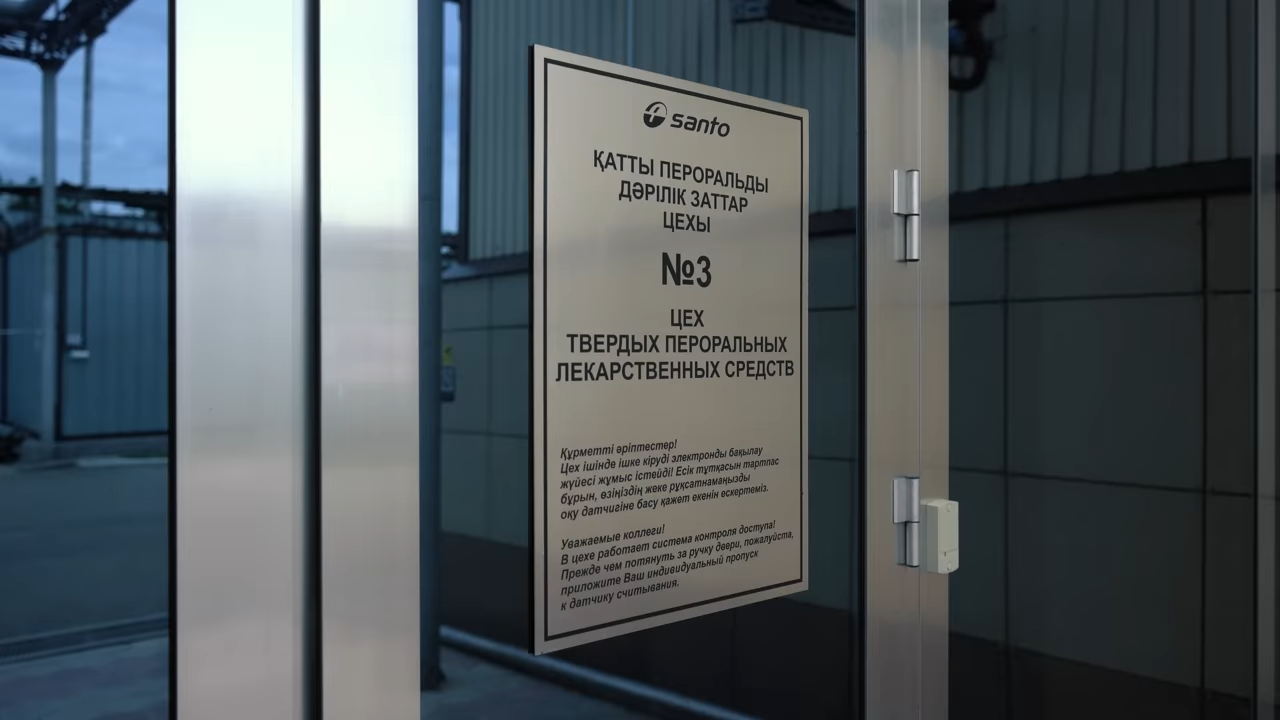 santo
ҚАТТЫ ПЕРОРАЛЬДЫ
ДӘРІЛІК ЗАТТАР
ЦЕХЫ
№3
ЦЕХ
ТВЕРДЫХ ПЕРОРАЛЬНЫХ
ЛЕКАРСТВЕННЫХ СРЕДСТВ
Құрметті әріптестер!
Цех ішінде ішке кіруді электронды бақылау
жүйесі жұмыс істейді! Есік тұтқасын тартпас
бұрын, өзіңіздің жеке рұқсатнамаңызды
оқу датчигіне басу қажет екенін ескертеміз.
Уважаемые коллеги!
В цехе работает система контроля доступа!
Прежде чем потянуть за ручку двери, пожалуйста,
приложите Ваш индивидуальный пропуск
к датчику считывания.